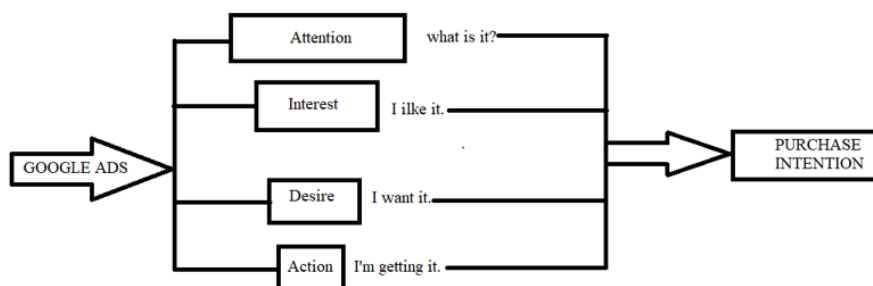 Attention what is it?
Interest I ilke it.
GOOGLE ADS
PURCHASE
INTENTION
Desire I want it.
Action I'm getting it.